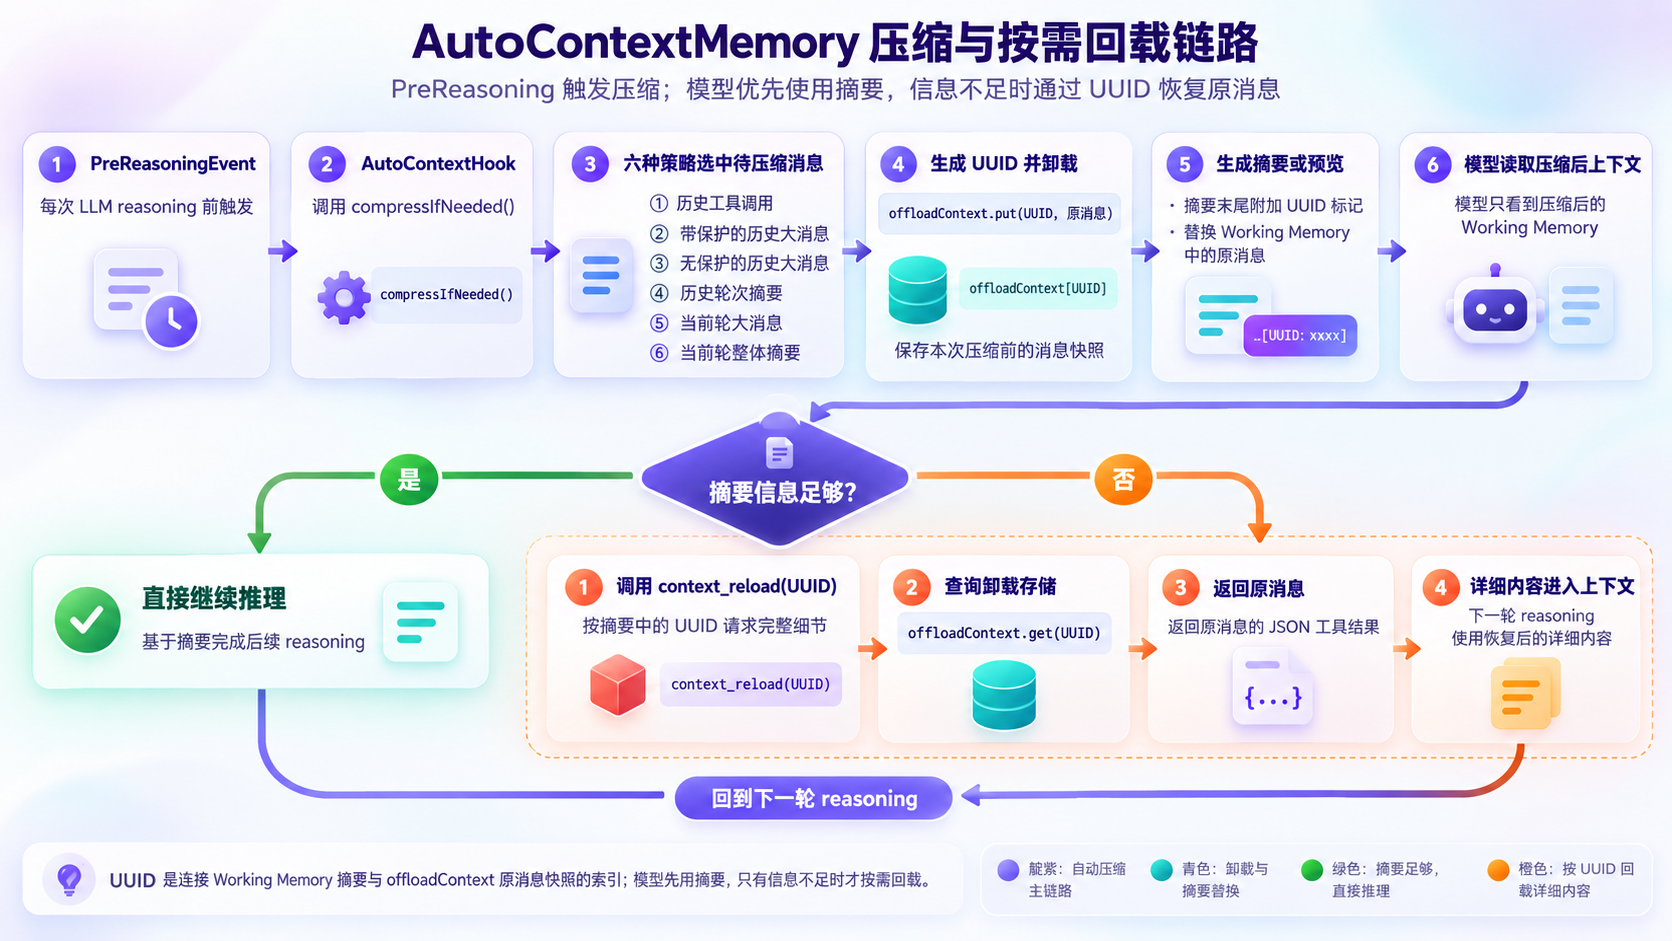 AutoContextMemory 压缩与按需回载链路
PreReasoning 触发压缩；模型优先使用摘要，信息不足时通过 UUID 恢复原消息
1 PreReasoningEvent
每次 LLM reasoning 前触发
2 AutoContextHook
调用 compressIfNeeded()
compressIfNeeded()
3 六种策略选中待压缩消息
① 历史工具调用
② 带保护的历史大消息
③ 无保护的历史大消息
④ 历史轮次摘要
⑤ 当前轮大消息
⑥ 当前轮整体摘要
4 生成 UUID 并卸载
offloadContext.put(UUID, 原消息)
offloadContext[UUID]
保存本次压缩前的消息快照
5 生成摘要或预览
· 摘要末尾附加 UUID 标记
· 替换 Working Memory
中的原消息
…[UUID: xxxx]
6 模型读取压缩后上下文
模型只看到压缩后的
Working Memory
摘要信息足够?
是
否
直接继续推理
基于摘要完成后续 reasoning
1 调用 context_reload(UUID)
按摘要中的 UUID 请求完整细节
context_reload(UUID)
2 查询卸载存储
offloadContext.get(UUID)
3 返回原消息
返回原消息的 JSON 工具结果
{...}
4 详细内容进入上下文
下一轮 reasoning
使用恢复后的详细内容
回到下一轮 reasoning
UUID 是连接 Working Memory 摘要与 offloadContext 原消息快照的索引；模型先用摘要, 只有信息不足时才按需回载。
靛紫：自动压缩
主链路
青色：卸载与
摘要替换
绿色：摘要足够，
直接推理
橙色：按 UUID 回
载详细内容